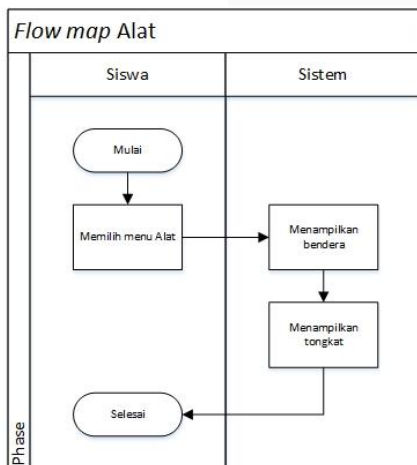 Flow map Alat
Siswa
Sistem
Mulai
Memilih menu Alat
Menampilkan
bendera
Menampilkan
tongkat
Selesai
Phase